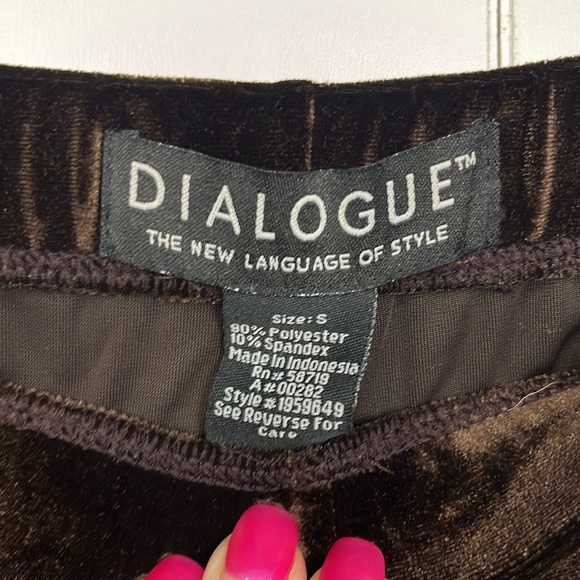 DIALOGUE™
THE NEW LANGUAGE OF STYLE
Size: S
90% Polyester
10% Spandex
Made In Indonesia
Rn# 58719
A# 00282
Style# 1959649
See Reverse For
Care